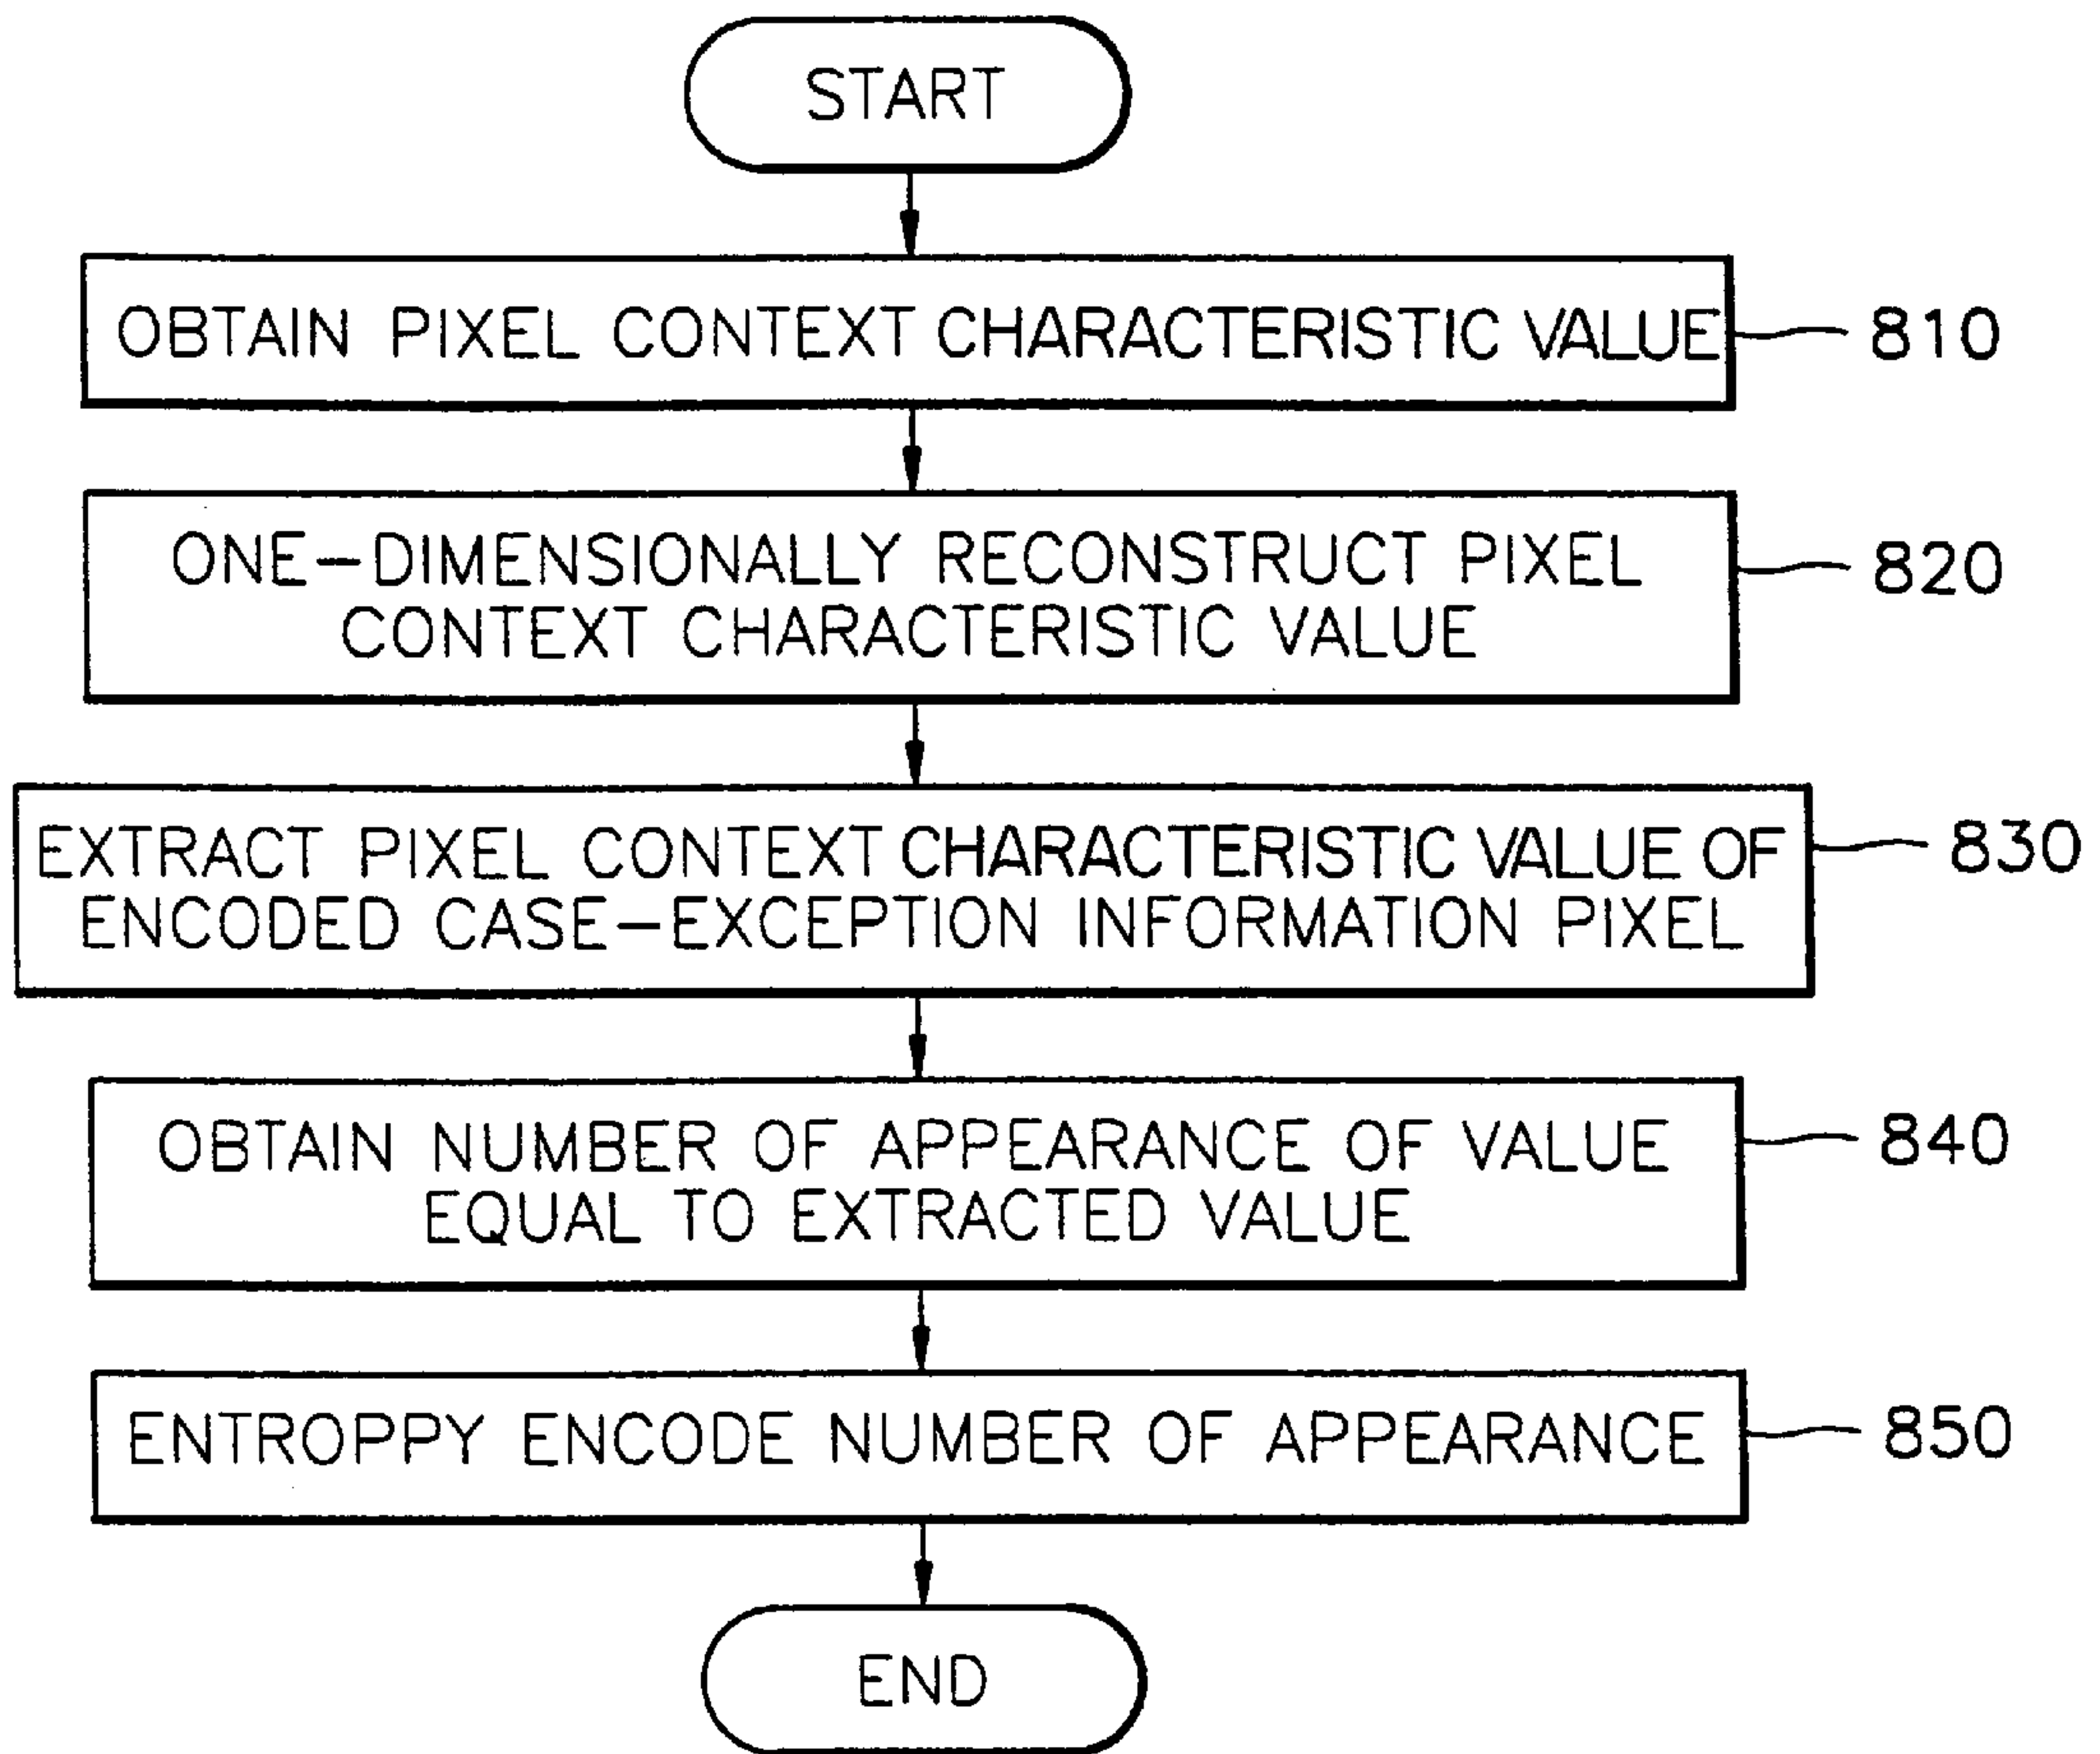 START
OBTAIN PIXEL CONTEXT CHARACTERISTIC VALUE
810
ONE-DIMENSIONALLY RECONSTRUCT PIXEL
CONTEXT CHARACTERISTIC VALUE
820
EXTRACT PIXEL CONTEXT CHARACTERISTIC VALUE OF
ENCODED CASE-EXCEPTION INFORMATION PIXEL
830
OBTAIN NUMBER OF APPEARANCE OF VALUE
EQUAL TO EXTRACTED VALUE
840
ENTROPPY ENCODE NUMBER OF APPEARANCE
850
END